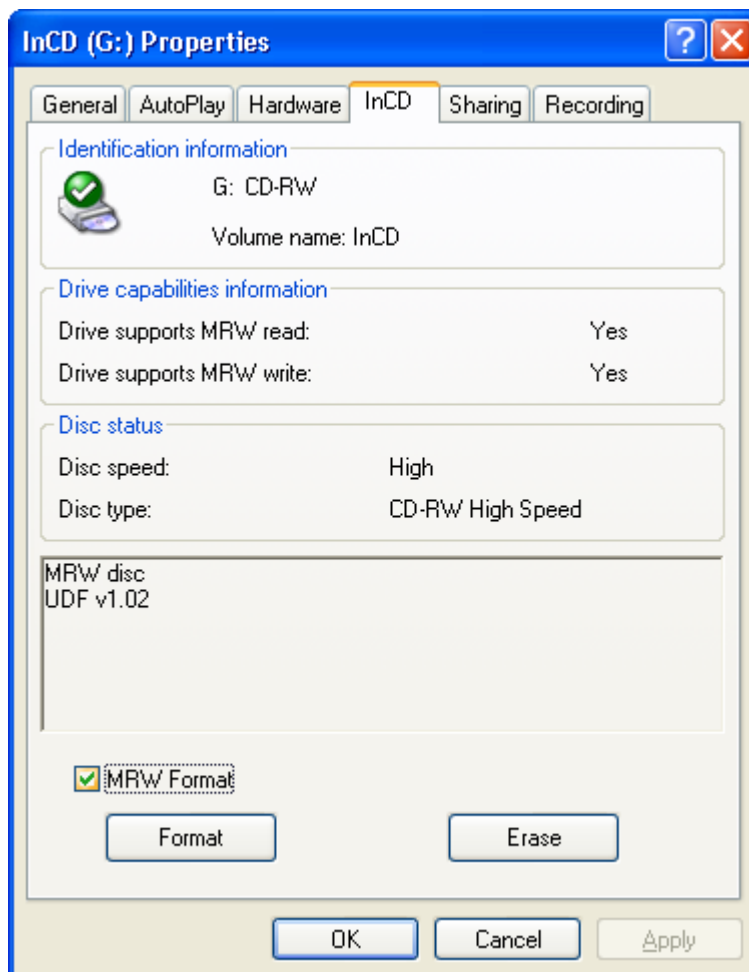 InCD (G:) Properties
General AutoPlay Hardware InCD Sharing Recording
Identification information
G: CD-RW
Volume name: InCD
Drive capabilities information
Drive supports MRW read: Yes
Drive supports MRW write: Yes
Disc status
Disc speed: High
Disc type: CD-RW High Speed
MRW disc
UDF v1.02
MRW Format
Format Erase
OK Cancel Apply